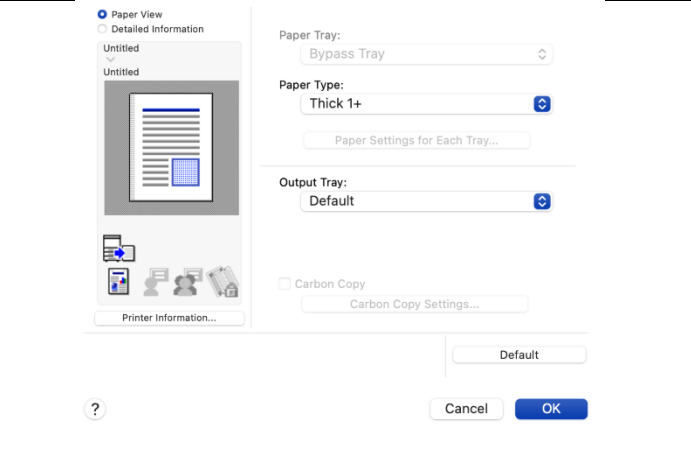 Paper View
Detailed Information
Untitled
Untitled
Printer Information...
Paper Tray:
Bypass Tray
Paper Type:
Thick 1+
Paper Settings for Each Tray...
Output Tray:
Default
Carbon Copy
Carbon Copy Settings...
Default
?
Cancel
OK